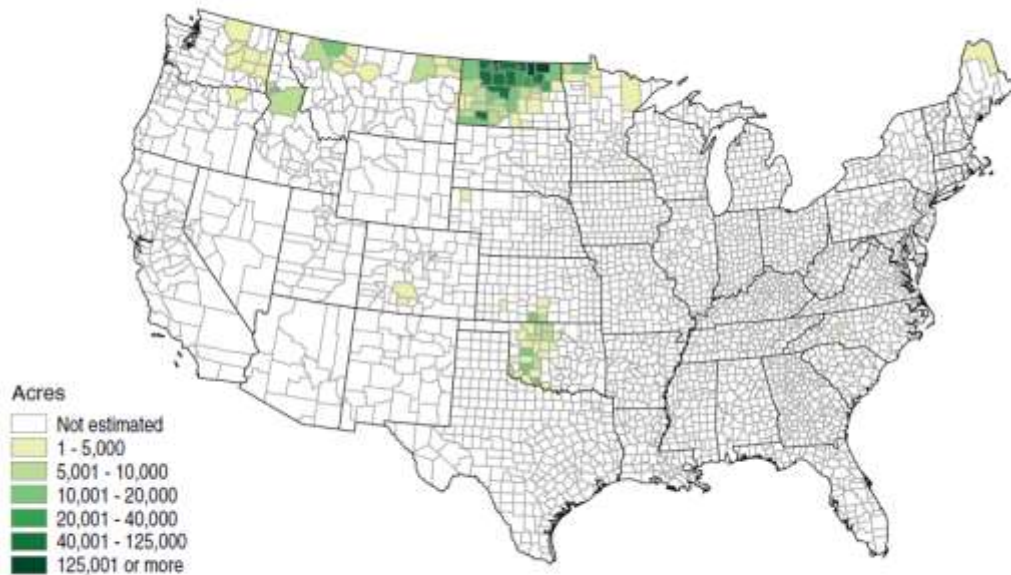 Acres
Not estimated
1 - 5,000
5,001 - 10,000
10,001 - 20,000
20,001 - 40,000
40,001 - 125,000
125,001 or more